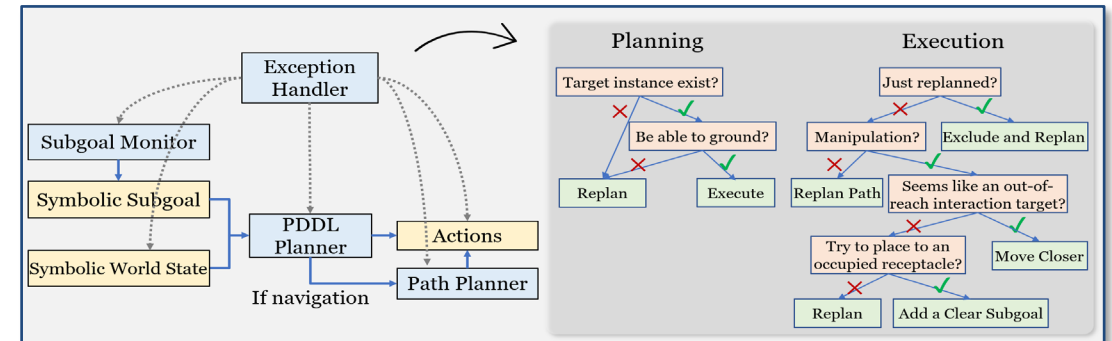 Exception
Handler
Subgoal Monitor
Symbolic Subgoal
Symbolic World State
PDDL
Planner
Actions
Path Planner
If navigation
Planning
Target instance exist?
Be able to ground?
Replan
Execute
Execution
Just replanned?
Manipulation?
Exclude and Replan
Replan Path
Seems like an out-of-
reach interaction target?
Try to place to an
occupied receptacle?
Move Closer
Replan
Add a Clear Subgoal